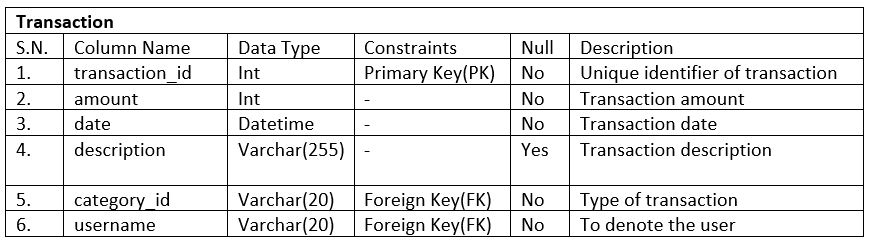 Transaction
S.N. Column Name Data Type Constraints Null Description
1. transaction_id Int Primary Key(PK) No Unique identifier of transaction
2. amount Int - No Transaction amount
3. date Datetime - No Transaction date
4. description Varchar(255) - Yes Transaction description
5. category_id Varchar(20) Foreign Key(FK) No Type of transaction
6. username Varchar(20) Foreign Key(FK) No To denote the user